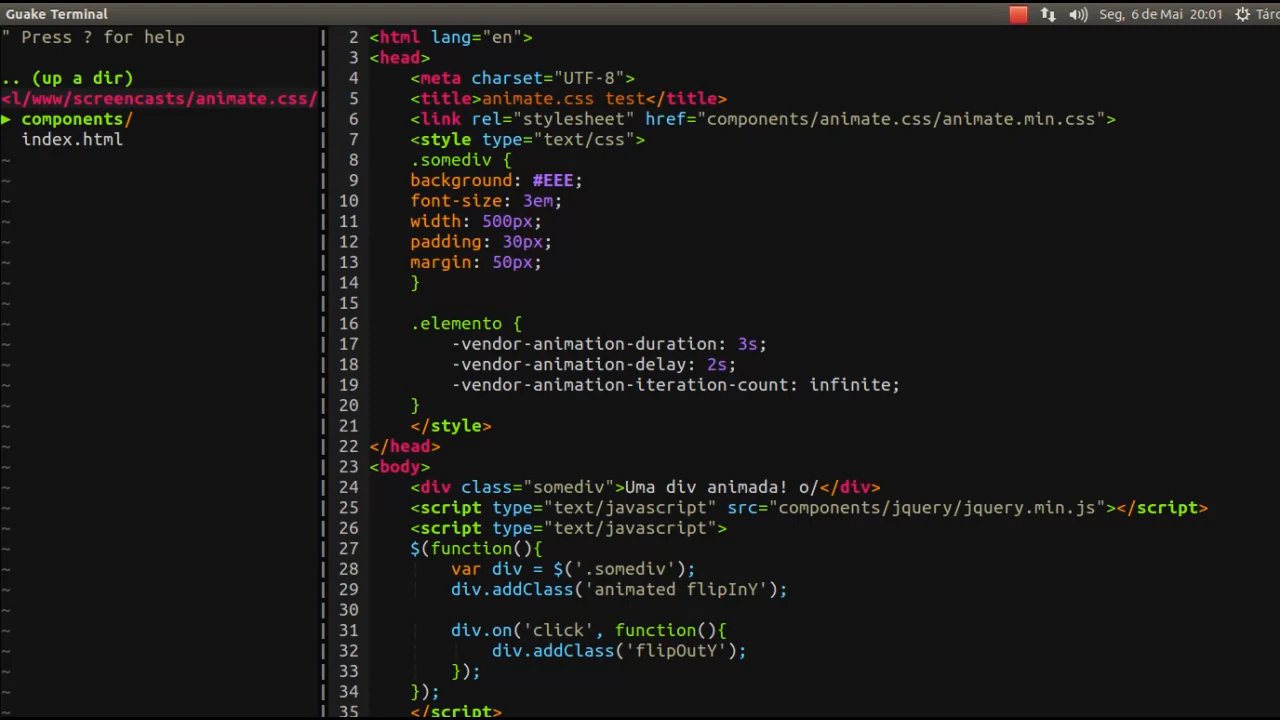 Guake Terminal
Seg, 6 de Mai 20:01
" Press ? for help
.. (up a dir)
<l/www/screencasts/animate.css/
▸ components/
index.html
2 <html lang="en">
3 <head>
4 <meta charset="UTF-8">
5 <title>animate.css test</title>
6 <link rel="stylesheet" href="components/animate.css/animate.min.css">
7 <style type="text/css">
8 .somediv {
9 background: #EEE;
10 font-size: 3em;
11 width: 500px;
12 padding: 30px;
13 margin: 50px;
14 }
15
16 .elemento {
17 -vendor-animation-duration: 3s;
18 -vendor-animation-delay: 2s;
19 -vendor-animation-iteration-count: infinite;
20 }
21 </style>
22 </head>
23 <body>
24 <div class="somediv">Uma div animada! o/</div>
25 <script type="text/javascript" src="components/jquery/jquery.min.js"></script>
26 <script type="text/javascript">
27 $(function(){
28 var div = $('.somediv');
29 div.addClass('animated flipInY');
30
31 div.on('click', function(){
32 div.addClass('flipOutY');
33 });
34 });
35 </script>